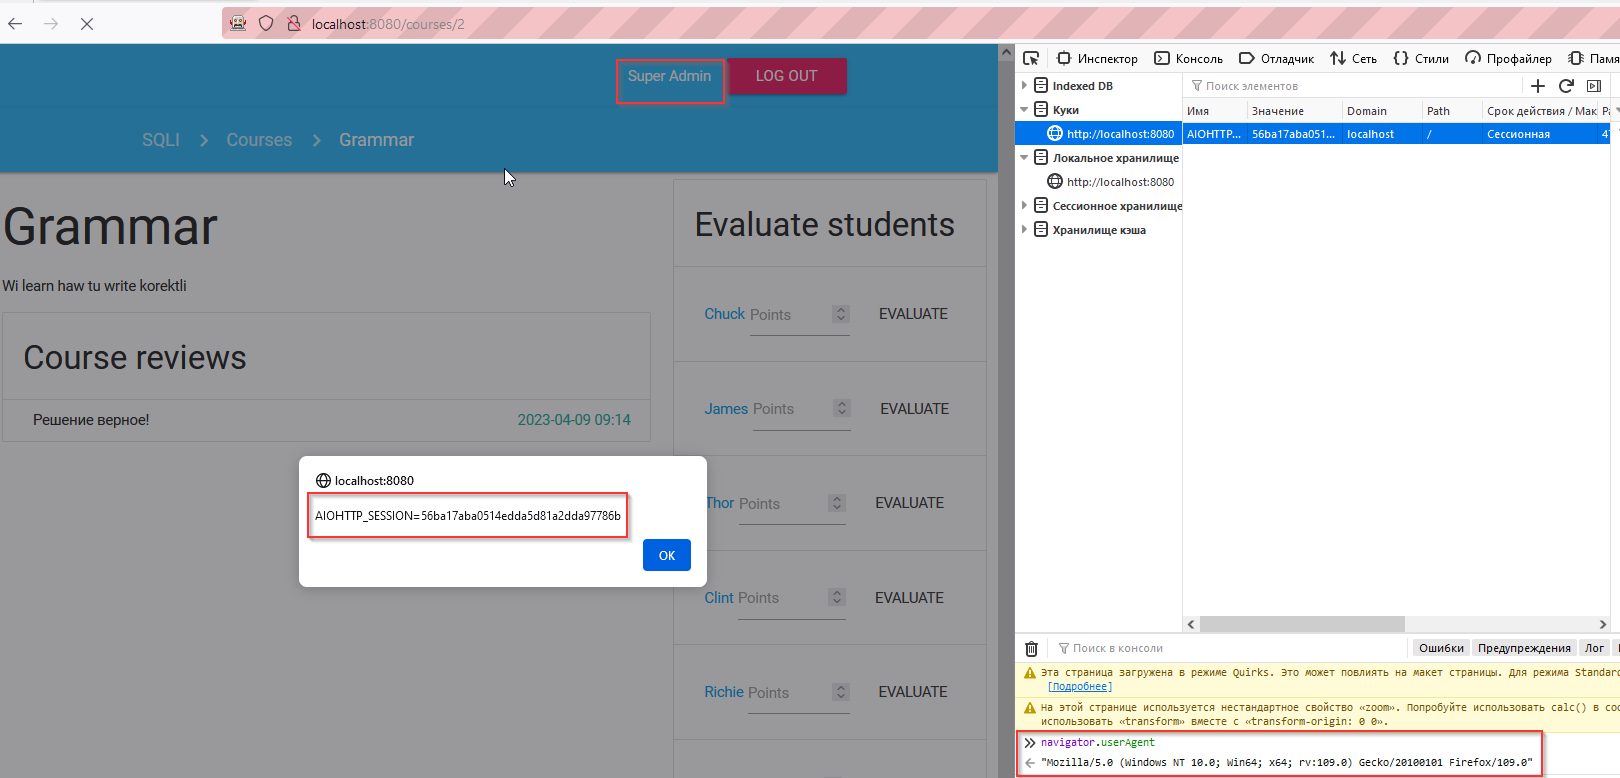 localhost:8080/courses/2
Super Admin
LOG OUT
SQLI
Courses
Grammar
Grammar
Wi learn haw tu write korektli
Course reviews
Решение верное!
2023-04-09 09:14
Evaluate students
Chuck Points EVALUATE
James Points EVALUATE
Thor Points EVALUATE
Clint Points EVALUATE
Richie Points EVALUATE
localhost:8080
AIOHTTP_SESSION=56ba17aba0514edda5d81a2dda97786b
OK
Инспектор Консоль Отладчик Сеть Стили Профайлер Памя
Indexed DB
Куки
http://localhost:8080
Локальное хранилище
http://localhost:8080
Сессионное хранилище
Хранилище кэша
Поиск элементов
Имя Значение Domain Path Срок действия / Мак
AIOHTTP... 56ba17aba051... localhost / Сессионная
Поиск в консоли
Ошибки Предупреждения Лог
Эта страница загружена в режиме Quirks. Это может повлиять на макет страницы. Для режима Standard
[Подробнее]
На этой странице используется нестандартное свойство «zoom». Попробуйте использовать calc() в соо
использовать «transform» вместе с «transform-origin: 0 0».
navigator.userAgent
"Mozilla/5.0 (Windows NT 10.0; Win64; x64; rv:109.0) Gecko/20100101 Firefox/109.0"